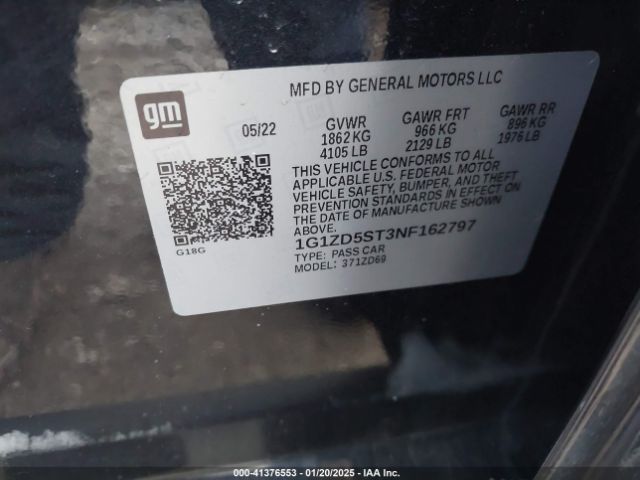 MFD BY GENERAL MOTORS LLC
gm
05/22
GVWR GAWR FRT GAWR RR
1862 KG 966 KG 896 KG
4105 LB 2129 LB 1976 LB
THIS VEHICLE CONFORMS TO ALL
APPLICABLE U.S. FEDERAL MOTOR
VEHICLE SAFETY, BUMPER, AND THEFT
PREVENTION STANDARDS IN EFFECT ON
THE DATE OF MANUFACTURE SHOWN
ABOVE.
1G1ZD5ST3NF162797
TYPE: PASS CAR
MODEL: 371ZD69
G18G
000-41376553 — 01/20/2025 — IAA Inc.